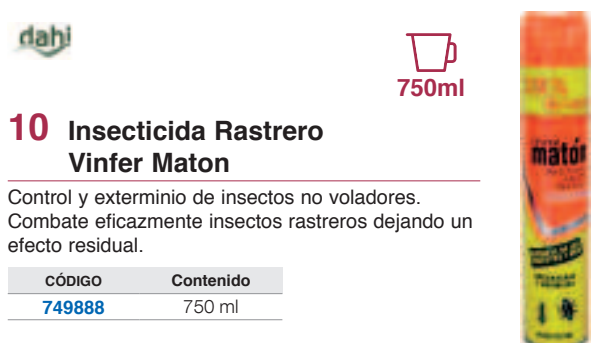 dahi
750ml
10 Insecticida Rastrero
Vinfer Maton
Control y exterminio de insectos no voladores.
Combate eficazmente insectos rastreros dejando un
efecto residual.
CÓDIGO Contenido
749888 750 ml
matón